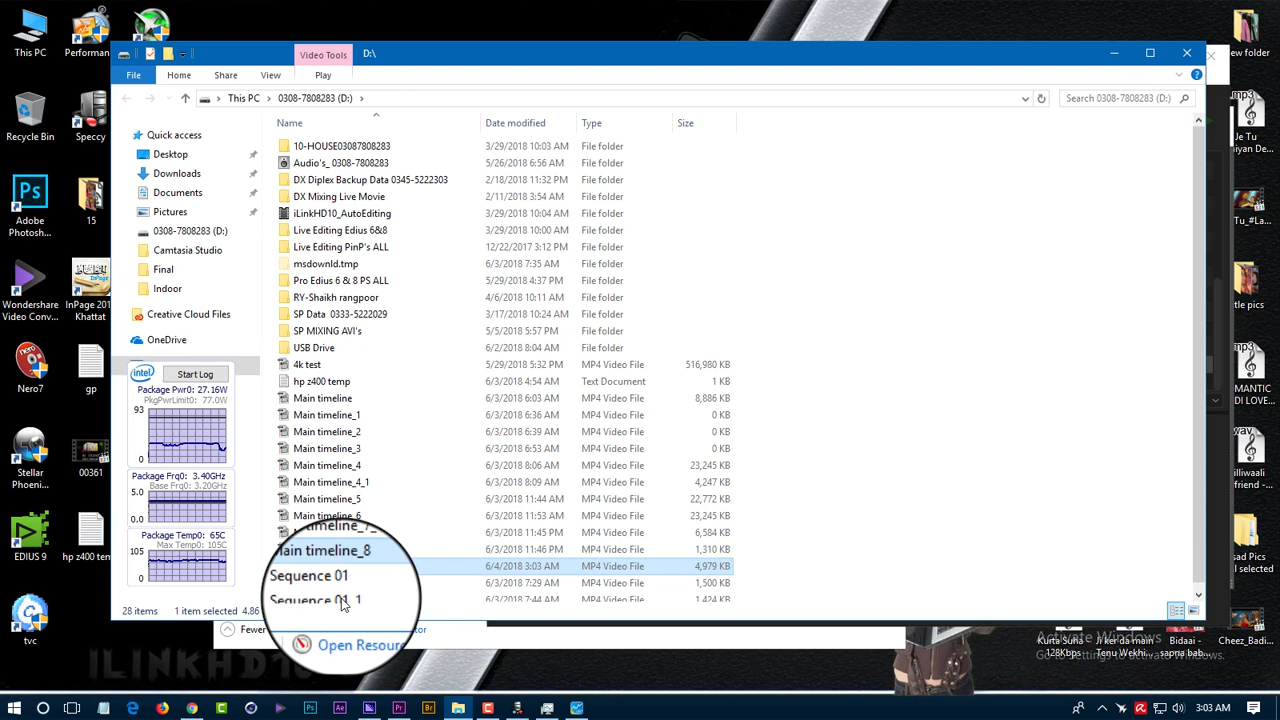 This PC
Performan...
Recycle Bin
Speccy
Adobe
Photosh...
15
Wondershare
Video Conv...
InPage 201
Khattat
Nero7
gp
Stellar
Phoeni...
00361
EDIUS 9
hp z400 temp
tvc
Video Tools
D:\
File
Home
Share
View
Play
This PC
0308-7808283 (D:)
Search 0308-7808283 (D:)
Quick access
Desktop
Downloads
Documents
Pictures
0308-7808283 (D:)
Camtasia Studio
Final
Indoor
Creative Cloud Files
OneDrive
intel
Start Log
Package Pwr0: 27.16W
PkgPwrLimit0: 77.0W
93
0
Package Frq0: 3.40GHz
Base Frq0: 3.20GHz
5.0
0.0
Package Temp0: 65C
Max Temp0: 105C
105
0
Name Date modified Type Size
10-HOUSE03087808283 3/29/2018 10:03 AM File folder
Audio's_ 0308-7808283 5/26/2018 6:56 AM File folder
DX Diplex Backup Data 0345-5222303 2/18/2018 11:32 PM File folder
DX Mixing Live Movie 2/11/2018 3:54 AM File folder
iLinkHD10_AutoEditing 3/29/2018 10:04 AM File folder
Live Editing Edius 6&8 3/29/2018 10:00 AM File folder
Live Editing PinP's ALL 12/22/2017 3:12 PM File folder
msdownld.tmp 6/3/2018 7:35 AM File folder
Pro Edius 6 & 8 PS ALL 5/29/2018 4:37 PM File folder
RY-Shaikh rangpoor 4/6/2018 10:11 AM File folder
SP Data 0333-5222029 3/17/2018 10:24 AM File folder
SP MIXING AVI's 5/5/2018 5:57 PM File folder
USB Drive 6/2/2018 8:04 AM File folder
4k test 5/29/2018 5:32 PM MP4 Video File 516,980 KB
hp z400 temp 6/3/2018 4:54 AM Text Document 1 KB
Main timeline 6/3/2018 6:03 AM MP4 Video File 8,886 KB
Main timeline_1 6/3/2018 6:36 AM MP4 Video File 0 KB
Main timeline_2 6/3/2018 6:39 AM MP4 Video File 0 KB
Main timeline_3 6/3/2018 6:53 AM MP4 Video File 0 KB
Main timeline_4 6/3/2018 8:06 AM MP4 Video File 23,245 KB
Main timeline_4_1 6/3/2018 8:09 AM MP4 Video File 4,247 KB
Main timeline_5 6/3/2018 11:44 AM MP4 Video File 22,772 KB
Main timeline_6 6/3/2018 11:53 AM MP4 Video File 23,245 KB
timeline_7_ 6/3/2018 11:45 PM MP4 Video File 6,584 KB
6/3/2018 11:46 PM MP4 Video File 1,310 KB
Main timeline_8 6/4/2018 3:03 AM MP4 Video File 4,979 KB
Sequence 01 6/3/2018 7:29 AM MP4 Video File 1,500 KB
Sequence 01_1 6/3/2018 7:44 AM MP4 Video File 1,424 KB
28 items 1 item selected 4.86
Fewer
Open Resour
iLINKHD1
Activate Windows
Go to Settings to activate Windows.
ew folder
mp3
Je Tu
aiyan De...
Tu_#La...
tle pics
MANTIC
DI LOVE...
wav
illiwaali
friend - ...
sad Pics
Kurta Suha
128Kbps
Tenu Wekhi...
Bidaai _
sapna bab...
Cheez_Badi...
Ps
Ae
Pr
Br
3:03 AM